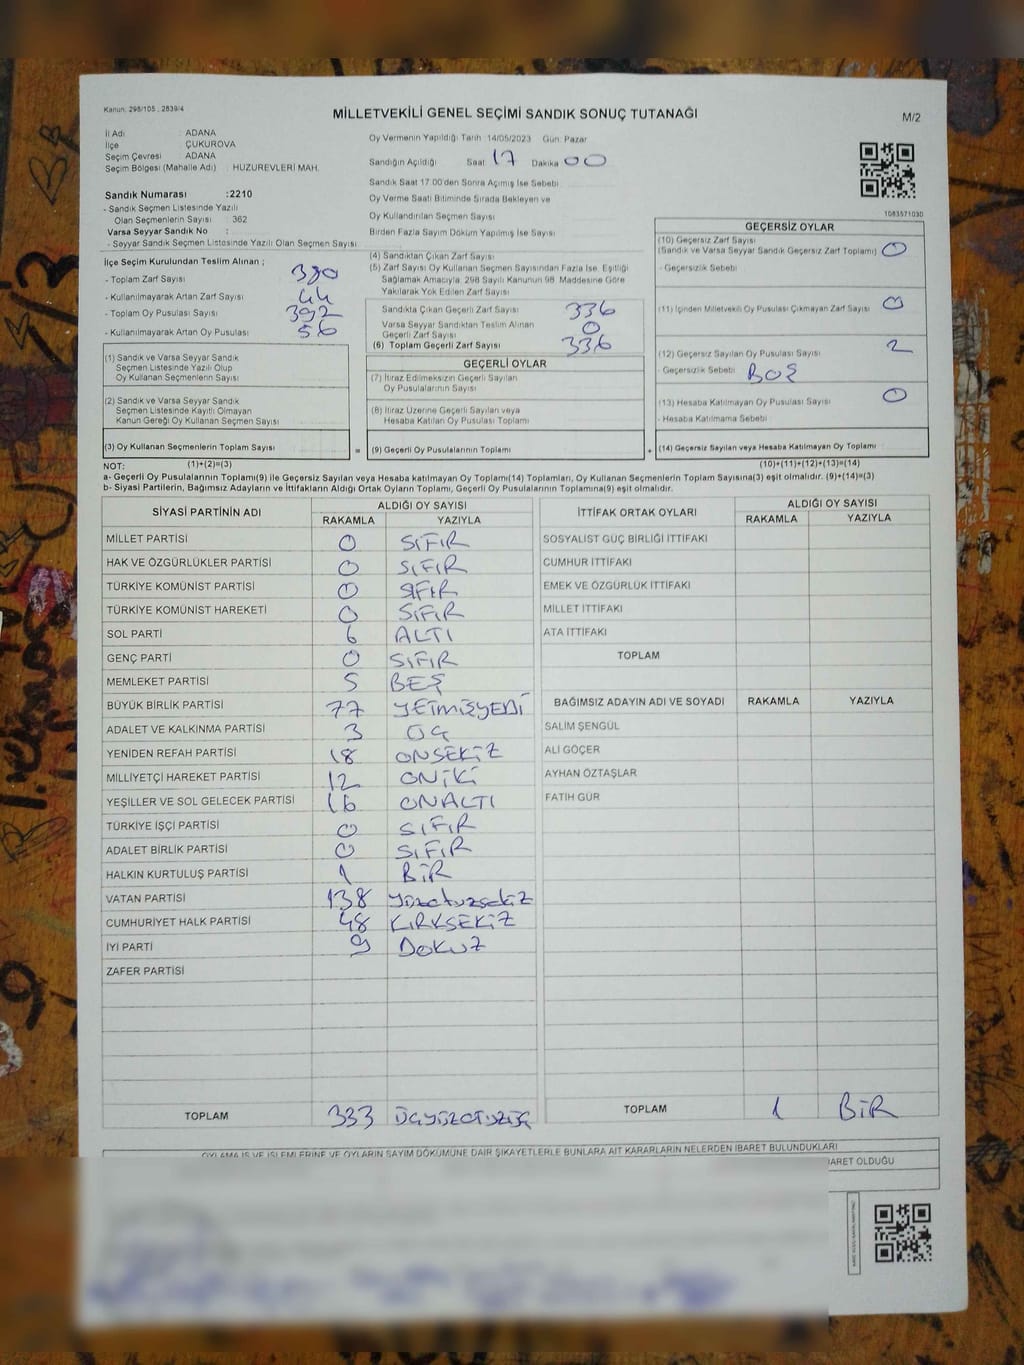 Kanun: 298/105 , 2839/4
MİLLETVEKİLİ GENEL SEÇİMİ SANDIK SONUÇ TUTANAĞI
M/2
İl Adı : ADANA
İlçe : ÇUKUROVA
Seçim Çevresi : ADANA
Seçim Bölgesi (Mahalle Adı) : HUZUREVLERİ MAH.
Sandık Numarası :2210
- Sandık Seçmen Listesinde Yazılı
Olan Seçmenlerin Sayısı : 362
Varsa Seyyar Sandık No :
- Seyyar Sandık Seçmen Listesinde Yazılı Olan Seçmen Sayısı
Oy Vermenin Yapıldığı Tarih 14/05/2023 Gün: Pazar
Sandığın Açıldığı Saat 17 Dakika 00
Sandık Saat 17:00'den Sonra Açımış İse Sebebi
Oy Verme Saati Bitiminde Sırada Bekleyen ve
Oy Kullandırılan Seçmen Sayısı
Birden Fazla Sayım Döküm Yapılmış İse Sayısı
1083571030
İlçe Seçim Kurulundan Teslim Alınan ;
- Toplam Zarf Sayısı 380
- Kullanılmayarak Artan Zarf Sayısı 44
- Toplam Oy Pusulası Sayısı 392
- Kullanılmayarak Artan Oy Pusulası 56
(4) Sandıktan Çıkan Zarf Sayısı
(5) Zarf Sayısı Oy Kullanan Seçmen Sayısından Fazla İse, Eşitliği
Sağlamak Amacıyla, 298 Sayılı Kanunun 98. Maddesine Göre
Yakılarak Yok Edilen Zarf Sayısı
Sandıkta Çıkan Geçerli Zarf Sayısı 336
Varsa Seyyar Sandıktan Teslim Alınan
Geçerli Zarf Sayısı 0
(6) Toplam Geçerli Zarf Sayısı 336
GEÇERSİZ OYLAR
(10) Geçersiz Zarf Sayısı
(Sandık ve Varsa Seyyar Sandık Geçersiz Zarf Toplamı) 0
- Geçersizlik Sebebi
(11) İçinden Milletvekili Oy Pusulası Çıkmayan Zarf Sayısı 0
(12) Geçersiz Sayılan Oy Pusulası Sayısı 2
- Geçersizlik Sebebi BOŞ
(13) Hesaba Katılmayan Oy Pusulası Sayısı 0
- Hesaba Katılmama Sebebi
(1) Sandık ve Varsa Seyyar Sandık
Seçmen Listesinde Yazılı Olup
Oy Kullanan Seçmenlerin Sayısı
(2) Sandık ve Varsa Seyyar Sandık
Seçmen Listesinde Kayıtlı Olmayan
Kanun Gereği Oy Kullanan Seçmen Sayısı
GEÇERLİ OYLAR
(7) İtiraz Edilmeksizin Geçerli Sayılan
Oy Pusulalarının Sayısı
(8) İtiraz Üzerine Geçerli Sayılan veya
Hesaba Katılan Oy Pusulası Toplamı
(3) Oy Kullanan Seçmenlerin Toplam Sayısı = (9) Geçerli Oy Pusulalarının Toplamı + (14) Geçersiz Sayılan veya Hesaba Katılmayan Oy Toplamı
NOT: (1)+(2)=(3) (10)+(11)+(12)+(13)=(14)
a- Geçerli Oy Pusulalarının Toplamı(9) ile Geçersiz Sayılan veya Hesaba katılmayan Oy Toplamı(14) Toplamları, Oy Kullanan Seçmenlerin Toplam Sayısına(3) eşit olmalıdır. (9)+(14)=(3)
b- Siyasi Partilerin, Bağımsız Adayların ve İttifakların Aldığı Ortak Oyların Toplamı, Geçerli Oy Pusulalarının Toplamına(9) eşit olmalıdır.
SİYASİ PARTİNİN ADI ALDIĞI OY SAYISI
RAKAMLA YAZIYLA
MİLLET PARTİSİ 0 SIFIR
HAK VE ÖZGÜRLÜKLER PARTİSİ 0 SIFIR
TÜRKİYE KOMÜNİST PARTİSİ 0 SIFIR
TÜRKİYE KOMÜNİST HAREKETİ 0 SIFIR
SOL PARTİ 6 ALTI
GENÇ PARTİ 0 SIFIR
MEMLEKET PARTİSİ 5 BEŞ
BÜYÜK BİRLİK PARTİSİ 77 YETMİŞYEDİ
ADALET VE KALKINMA PARTİSİ 3 ÜÇ
YENİDEN REFAH PARTİSİ 18 ONSEKİZ
MİLLİYETÇİ HAREKET PARTİSİ 12 ONİKİ
YEŞİLLER VE SOL GELECEK PARTİSİ 16 ONALTI
TÜRKİYE İŞÇİ PARTİSİ 0 SIFIR
ADALET BİRLİK PARTİSİ 0 SIFIR
HALKIN KURTULUŞ PARTİSİ 1 BİR
VATAN PARTİSİ 138 yüzotuzsekiz
CUMHURİYET HALK PARTİSİ 48 KIRKSEKİZ
İYİ PARTİ 9 DOKUZ
ZAFER PARTİSİ
TOPLAM 333 üçyüzotuzüç
İTTİFAK ORTAK OYLARI ALDIĞI OY SAYISI
RAKAMLA YAZIYLA
SOSYALİST GÜÇ BİRLİĞİ İTTİFAKI
CUMHUR İTTİFAKI
EMEK VE ÖZGÜRLÜK İTTİFAKI
MİLLET İTTİFAKI
ATA İTTİFAKI
TOPLAM
BAĞIMSIZ ADAYIN ADI VE SOYADI RAKAMLA YAZIYLA
SALİM ŞENGÜL
ALİ GÖÇER
AYHAN ÖZTAŞLAR
FATİH GÜR
TOPLAM 1 BİR
OYLAMA İŞ VE İŞLEMLERİNE VE OYLARIN SAYIM DÖKÜMÜNE DAİR ŞİKAYETLERLE BUNLARA AİT KARARLARIN NELERDEN İBARET BULUNDUKLARI